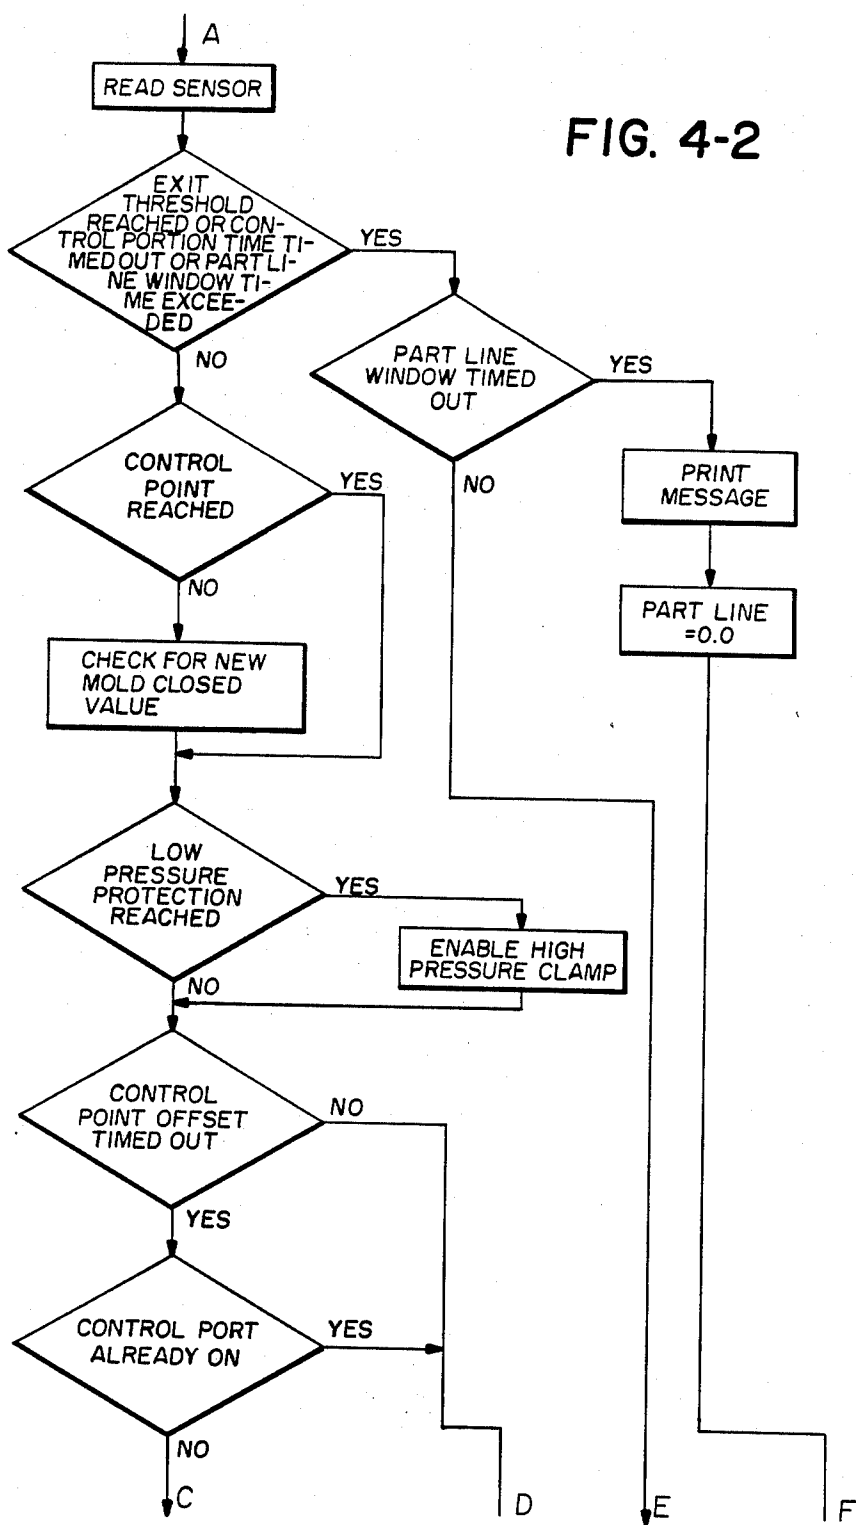 A
READ SENSOR
FIG. 4-2
EXIT
THRESHOLD
REACHED OR CON-
TROL PORTION TIME TI-
MED OUT OR PART LI-
NE WINDOW TI-
ME EXCEE-
DED
YES
NO
PART LINE
WINDOW TIMED
OUT
YES
NO
PRINT
MESSAGE
PART LINE
=0.0
CONTROL
POINT
REACHED
YES
NO
CHECK FOR NEW
MOLD CLOSED
VALUE
LOW
PRESSURE
PROTECTION
REACHED
YES
NO
ENABLE HIGH
PRESSURE CLAMP
CONTROL
POINT OFFSET
TIMED OUT
NO
YES
CONTROL PORT
ALREADY ON
YES
NO
C
D
E
F